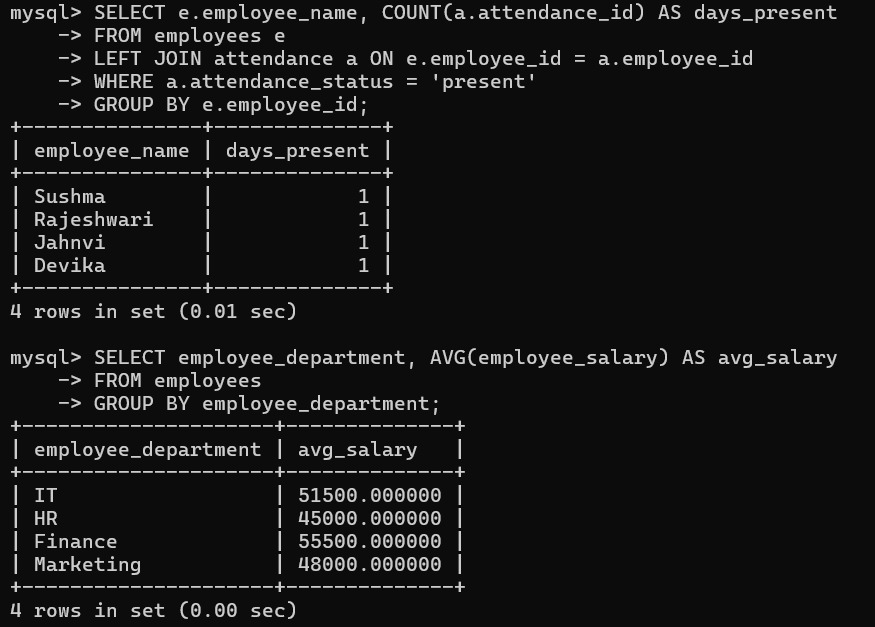 mysql> SELECT e.employee_name, COUNT(a.attendance_id) AS days_present
    -> FROM employees e
    -> LEFT JOIN attendance a ON e.employee_id = a.employee_id
    -> WHERE a.attendance_status = 'present'
    -> GROUP BY e.employee_id;
+---------------+--------------+
| employee_name | days_present |
+---------------+--------------+
| Sushma        |            1 |
| Rajeshwari    |            1 |
| Jahnvi        |            1 |
| Devika        |            1 |
+---------------+--------------+
4 rows in set (0.01 sec)

mysql> SELECT employee_department, AVG(employee_salary) AS avg_salary
    -> FROM employees
    -> GROUP BY employee_department;
+---------------------+--------------+
| employee_department | avg_salary   |
+---------------------+--------------+
| IT                  | 51500.000000 |
| HR                  | 45000.000000 |
| Finance             | 55500.000000 |
| Marketing           | 48000.000000 |
+---------------------+--------------+
4 rows in set (0.00 sec)